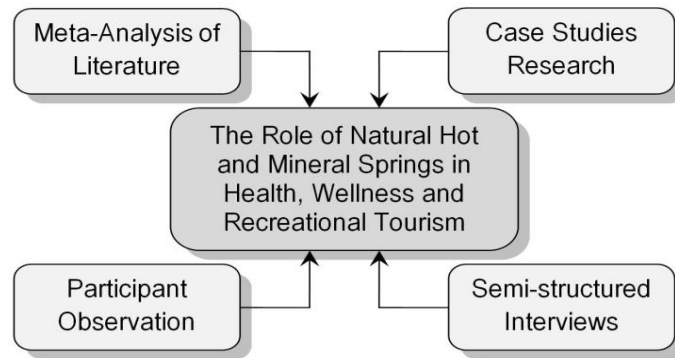 Meta-Analysis of
Literature
Case Studies
Research
The Role of Natural Hot
and Mineral Springs in
Health, Wellness and
Recreational Tourism
Participant
Observation
Semi-structured
Interviews